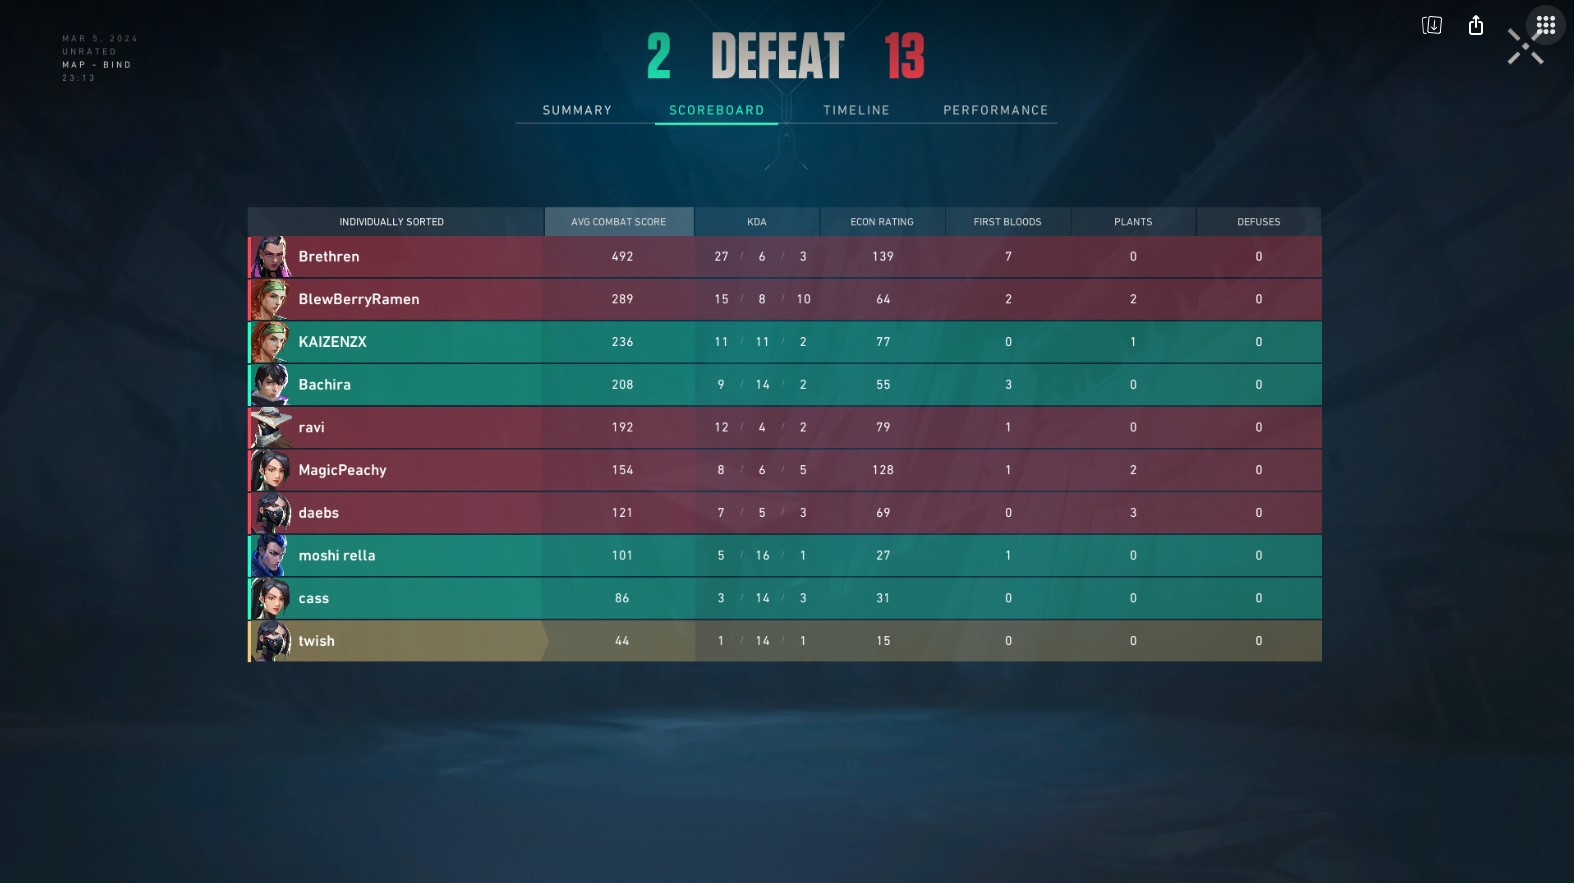 MAR 5, 2024
UNRATED
MAP - BIND
23:13
2 DEFEAT 13
SUMMARY SCOREBOARD TIMELINE PERFORMANCE
INDIVIDUALLY SORTED AVG COMBAT SCORE KDA ECON RATING FIRST BLOODS PLANTS DEFUSES
Brethren 492 27 / 6 / 3 139 7 0 0
BlewBerryRamen 289 15 / 8 / 10 64 2 2 0
KAIZENZX 236 11 / 11 / 2 77 0 1 0
Bachira 208 9 / 14 / 2 55 3 0 0
ravi 192 12 / 4 / 2 79 1 0 0
MagicPeachy 154 8 / 6 / 5 128 1 2 0
daebs 121 7 / 5 / 3 69 0 3 0
moshi rella 101 5 / 16 / 1 27 1 0 0
cass 86 3 / 14 / 3 31 0 0 0
twish 44 1 / 14 / 1 15 0 0 0